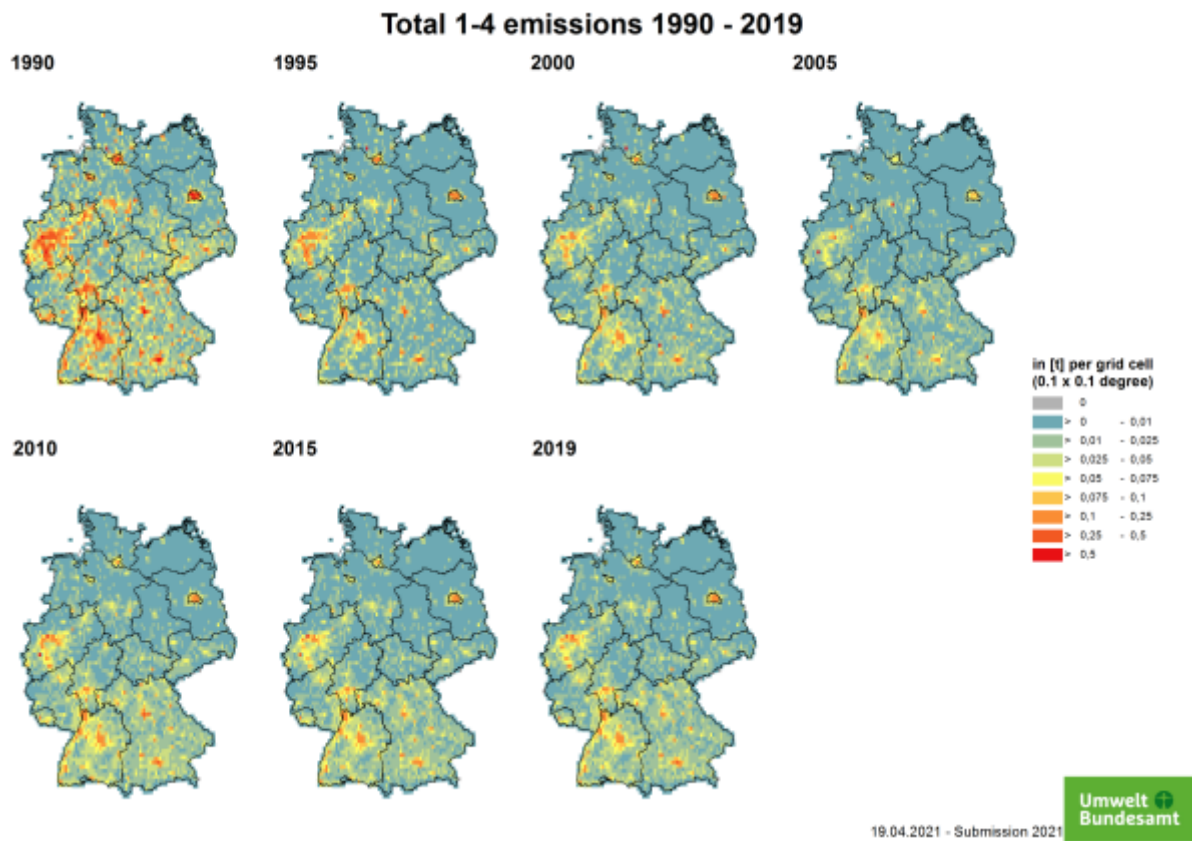 Total 1-4 emissions 1990 - 2019
1990 1995 2000 2005
in [t] per grid cell
(0.1 x 0.1 degree)
0
> 0 - 0,01
> 0,01 - 0,025
> 0,025 - 0,05
> 0,05 - 0,075
> 0,075 - 0,1
> 0,1 - 0,25
> 0,25 - 0,5
> 0,5
2010 2015 2019
Umwelt
Bundesamt
19.04.2021 - Submission 2021